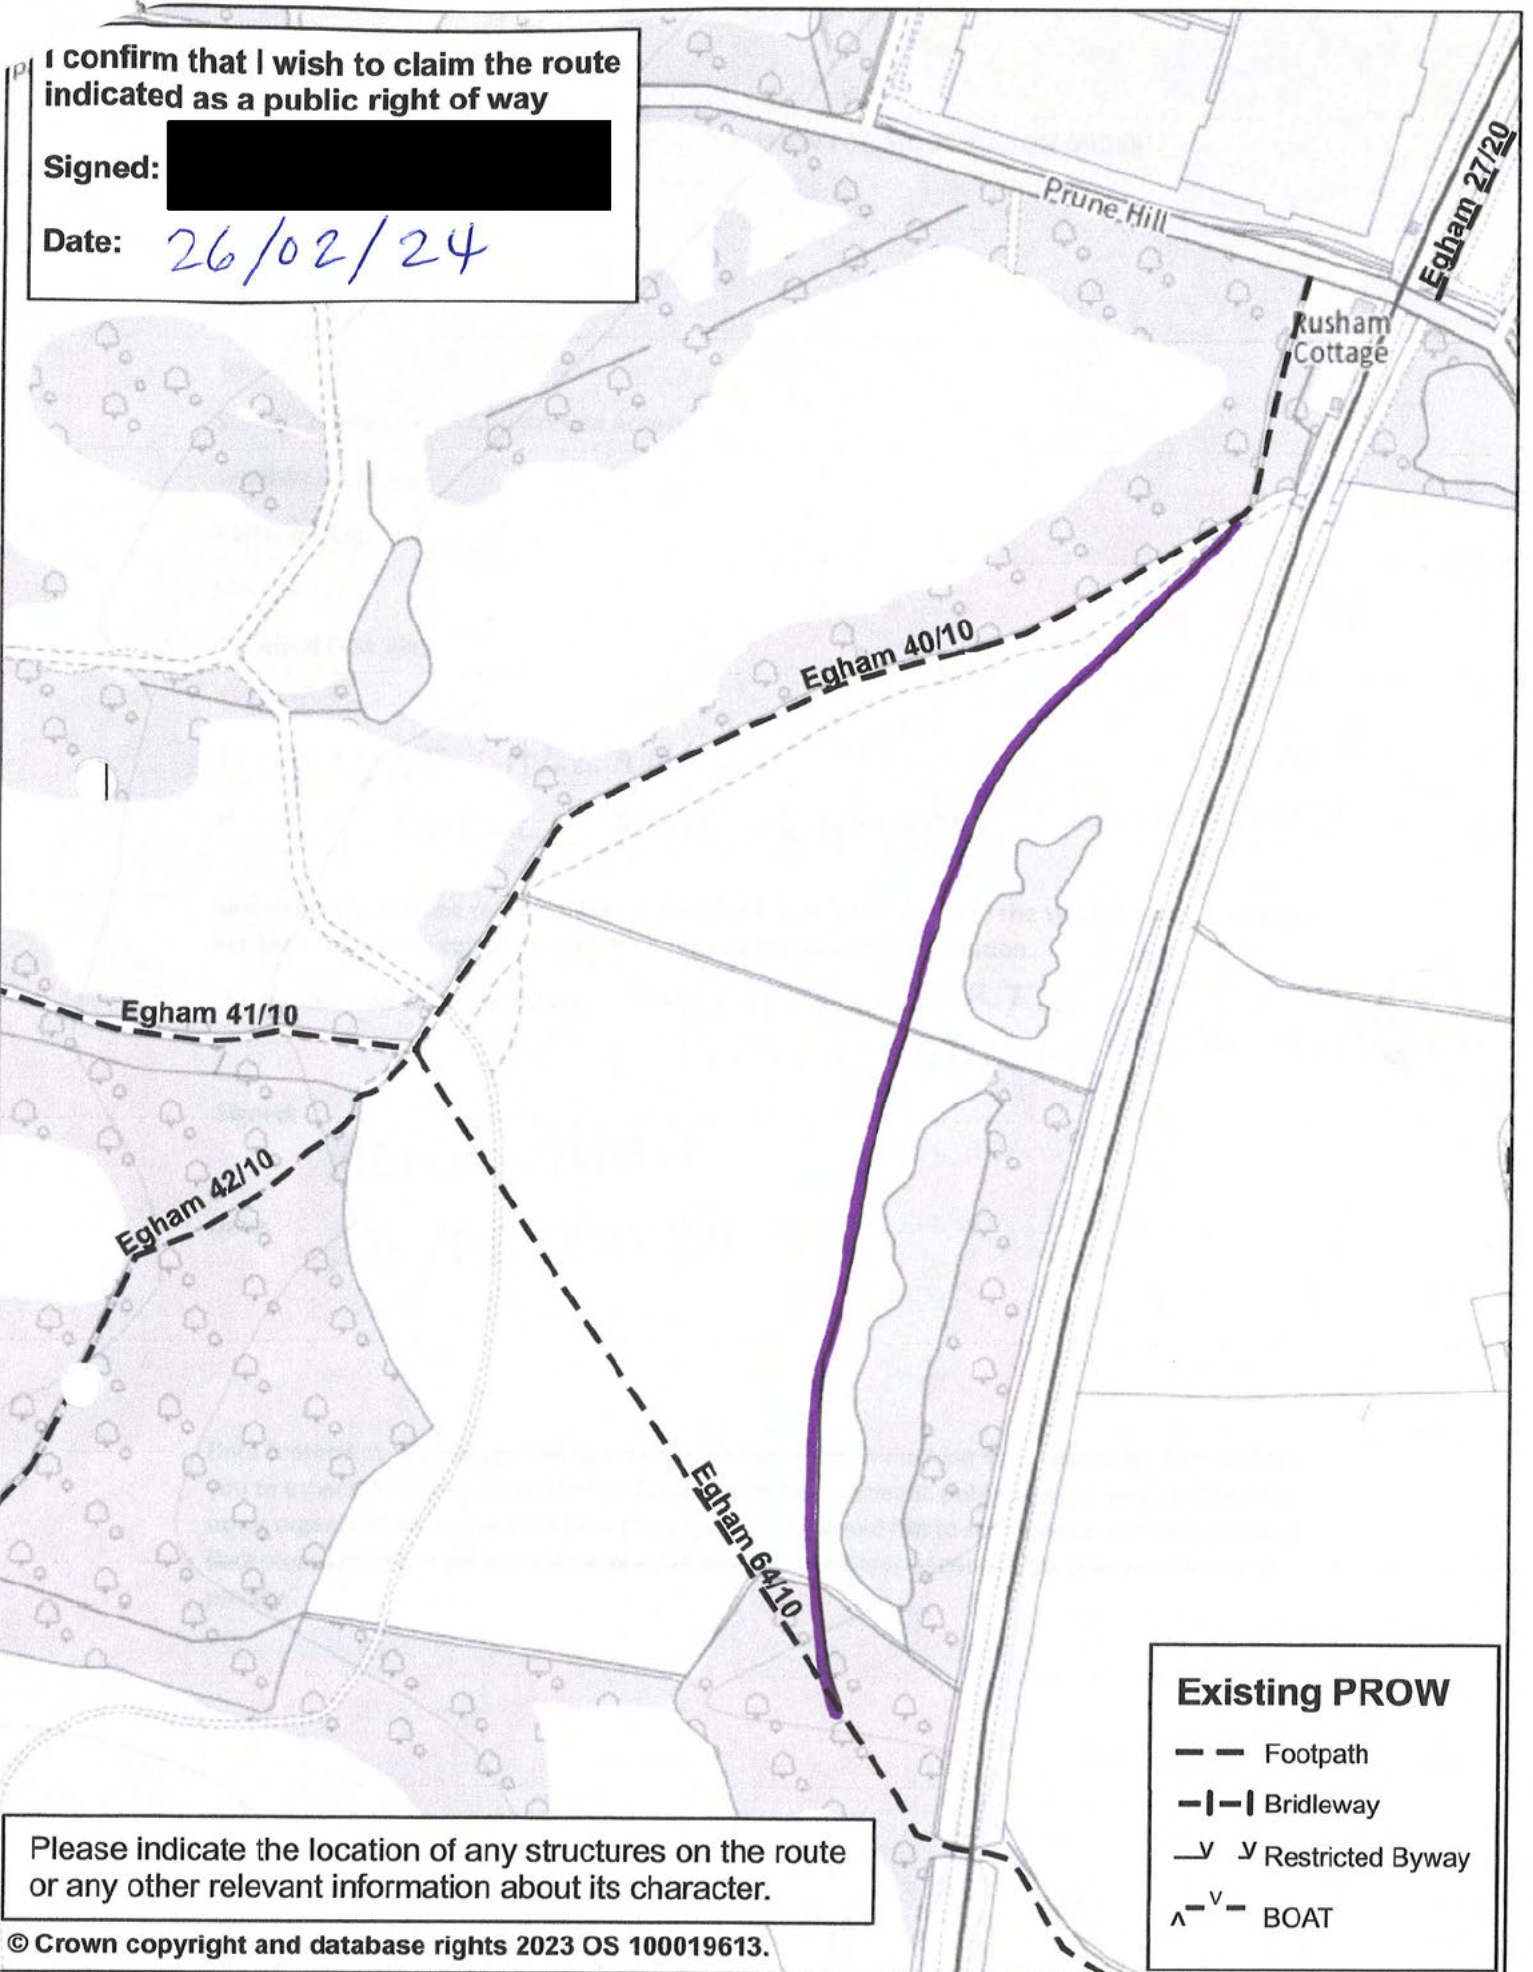 I confirm that I wish to claim the route
indicated as a public right of way
Signed:
Date: 26/02/24
Prune Hill
Egham 27/20
Rusham
Cottage
Egham 40/10
Egham 41/10
Egham 42/10
Egham 64/10
Existing PROW
Footpath
Bridleway
Restricted Byway
BOAT
Please indicate the location of any structures on the route
or any other relevant information about its character.
© Crown copyright and database rights 2023 OS 100019613.